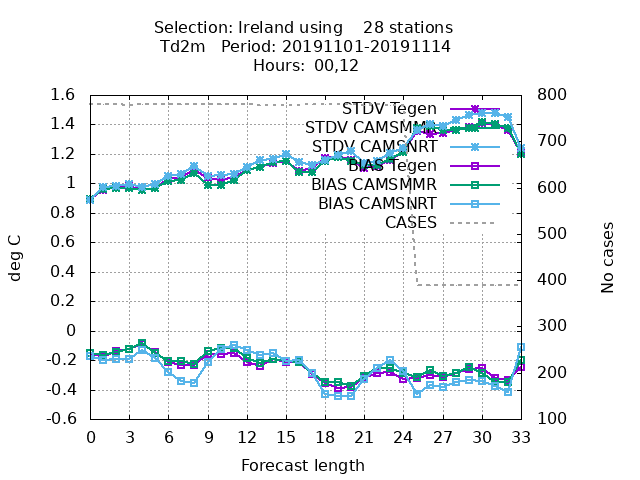 Selection: Ireland using 28 stations
Td2m Period: 20191101-20191114
Hours: 00,12
1.6
1.4
1.2
1
0.8
0.6
0.4
0.2
0
-0.2
-0.4
-0.6
deg C
800
700
600
500
400
300
200
100
No cases
STDV Tegen
STDV CAMSMMR
STDV CAMSNRT
BIAS Tegen
BIAS CAMSMMR
BIAS CAMSNRT
CASES
0 3 6 9 12 15 18 21 24 27 30 33
Forecast length